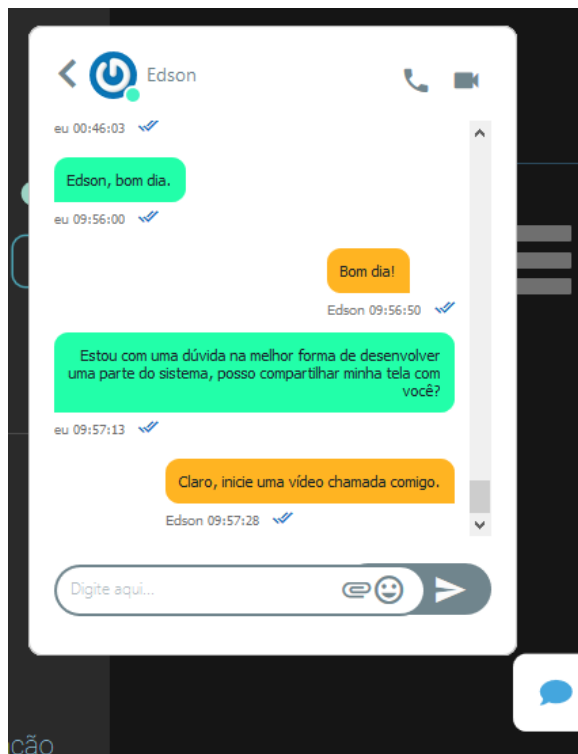 Edson
eu 00:46:03
Edson, bom dia.
eu 09:56:00
Bom dia!
Edson 09:56:50
Estou com uma dúvida na melhor forma de desenvolver
uma parte do sistema, posso compartilhar minha tela com
você?
eu 09:57:13
Claro, inicie uma vídeo chamada comigo.
Edson 09:57:28
Digite aqui...
ção